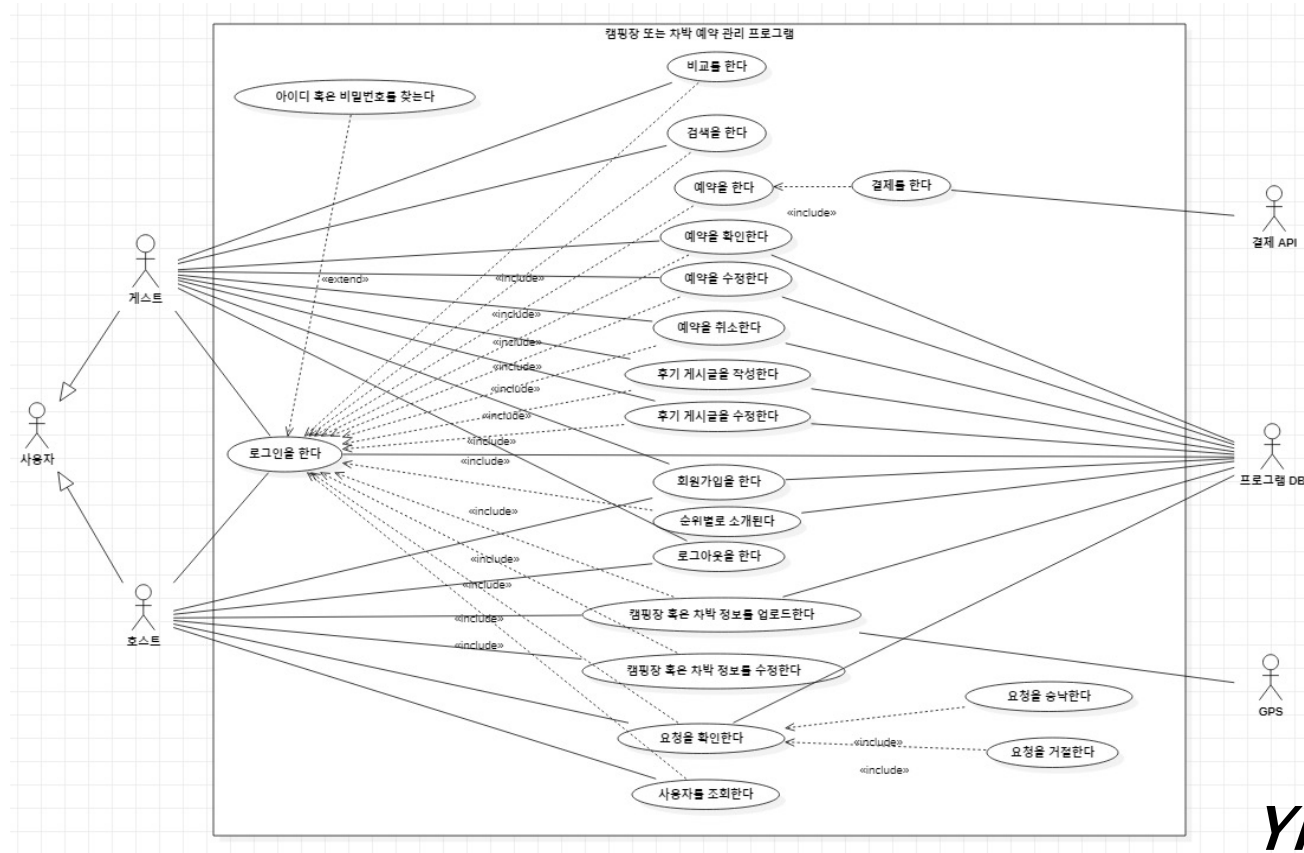 캠핑장 또는 차박 예약 관리 프로그램
비교를 한다
아이디 혹은 비밀번호를 찾는다
검색을 한다
예약을 한다
결제를 한다
«include»
결제 API
예약을 확인한다
게스트
«extend»
«include»
예약을 수정한다
«include»
예약을 취소한다
«include»
«include»
후기 게시글을 작성한다
«include»
«include»
후기 게시글을 수정한다
«include»
사용자
로그인을 한다
«include»
회원가입을 한다
프로그램 DB
«include»
순위별로 소개된다
로그아웃을 한다
«include»
«include»
캠핑장 혹은 차박 정보를 업로드한다
«include»
호스트
«include»
캠핑장 혹은 차박 정보를 수정한다
요청을 승낙한다
GPS
요청을 확인한다
«include»
요청을 거절한다
«include»
사용자를 조회한다